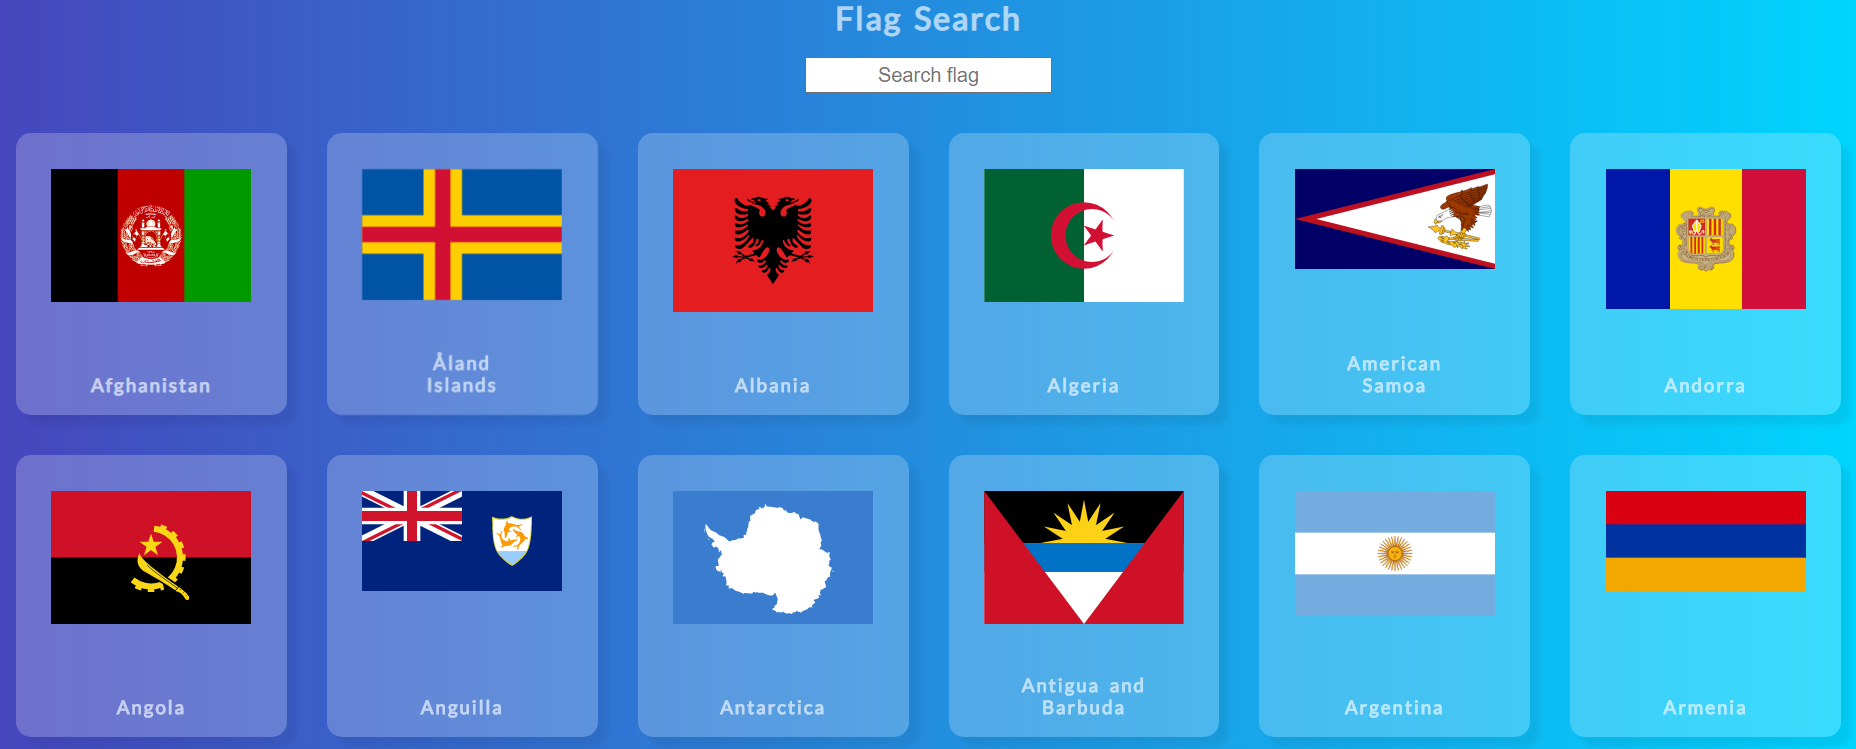 Flag Search
Search flag
Afghanistan
Åland
Islands
Albania
Algeria
American
Samoa
Andorra
Angola
Anguilla
Antarctica
Antigua and
Barbuda
Argentina
Armenia